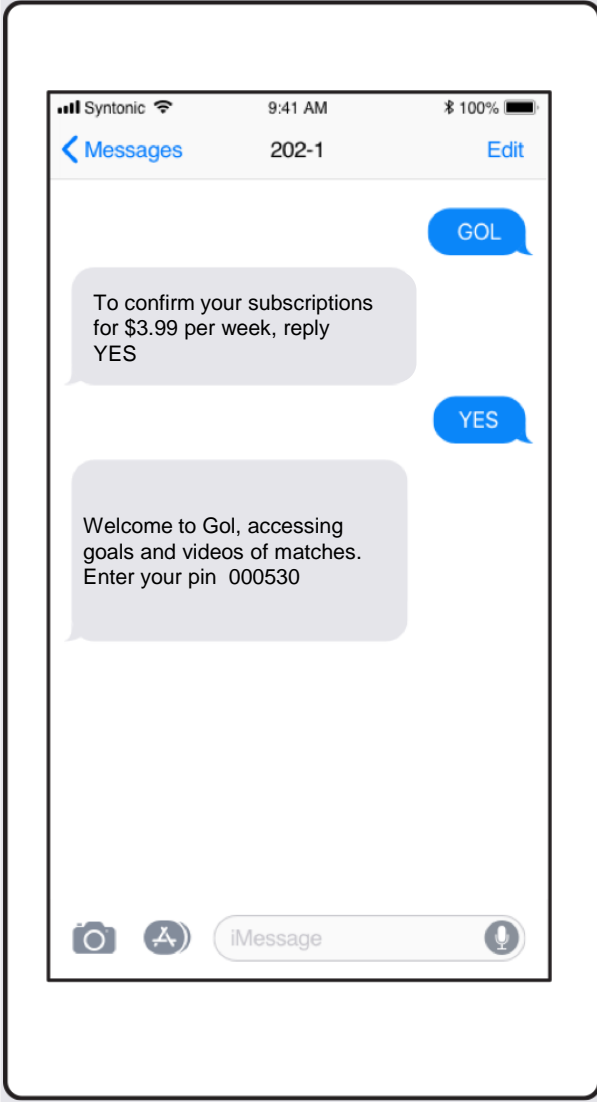 Syntonic 9:41 AM 100%
Messages 202-1 Edit
GOL
To confirm your subscriptions
for $3.99 per week, reply
YES
YES
Welcome to Gol, accessing
goals and videos of matches.
Enter your pin 000530
iMessage